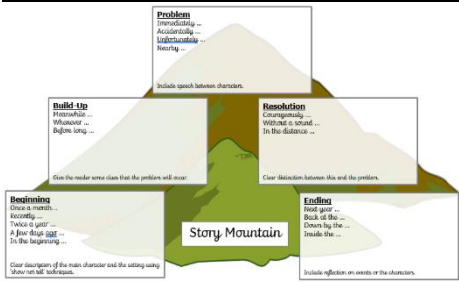 Problem
Immediately ...
Accidentally ...
Unfortunately ...
Nearby ...
Include speech between characters.
Build-Up
Meanwhile ...
Whenever ...
Before long ...
Give the reader some clues that the problem will occur.
Resolution
Courageously ...
Without a sound ...
In the distance ...
Clear distinction between this and the problem.
Beginning
Once a month...
Recently ...
Twice a year ...
A few days ago ...
In the beginning ...
Clear description of the main character and the setting using
'show not tell' techniques.
Story Mountain
Ending
Next year ...
Back at the ...
Down by the ...
Inside the ...
Include reflection on events or the characters.